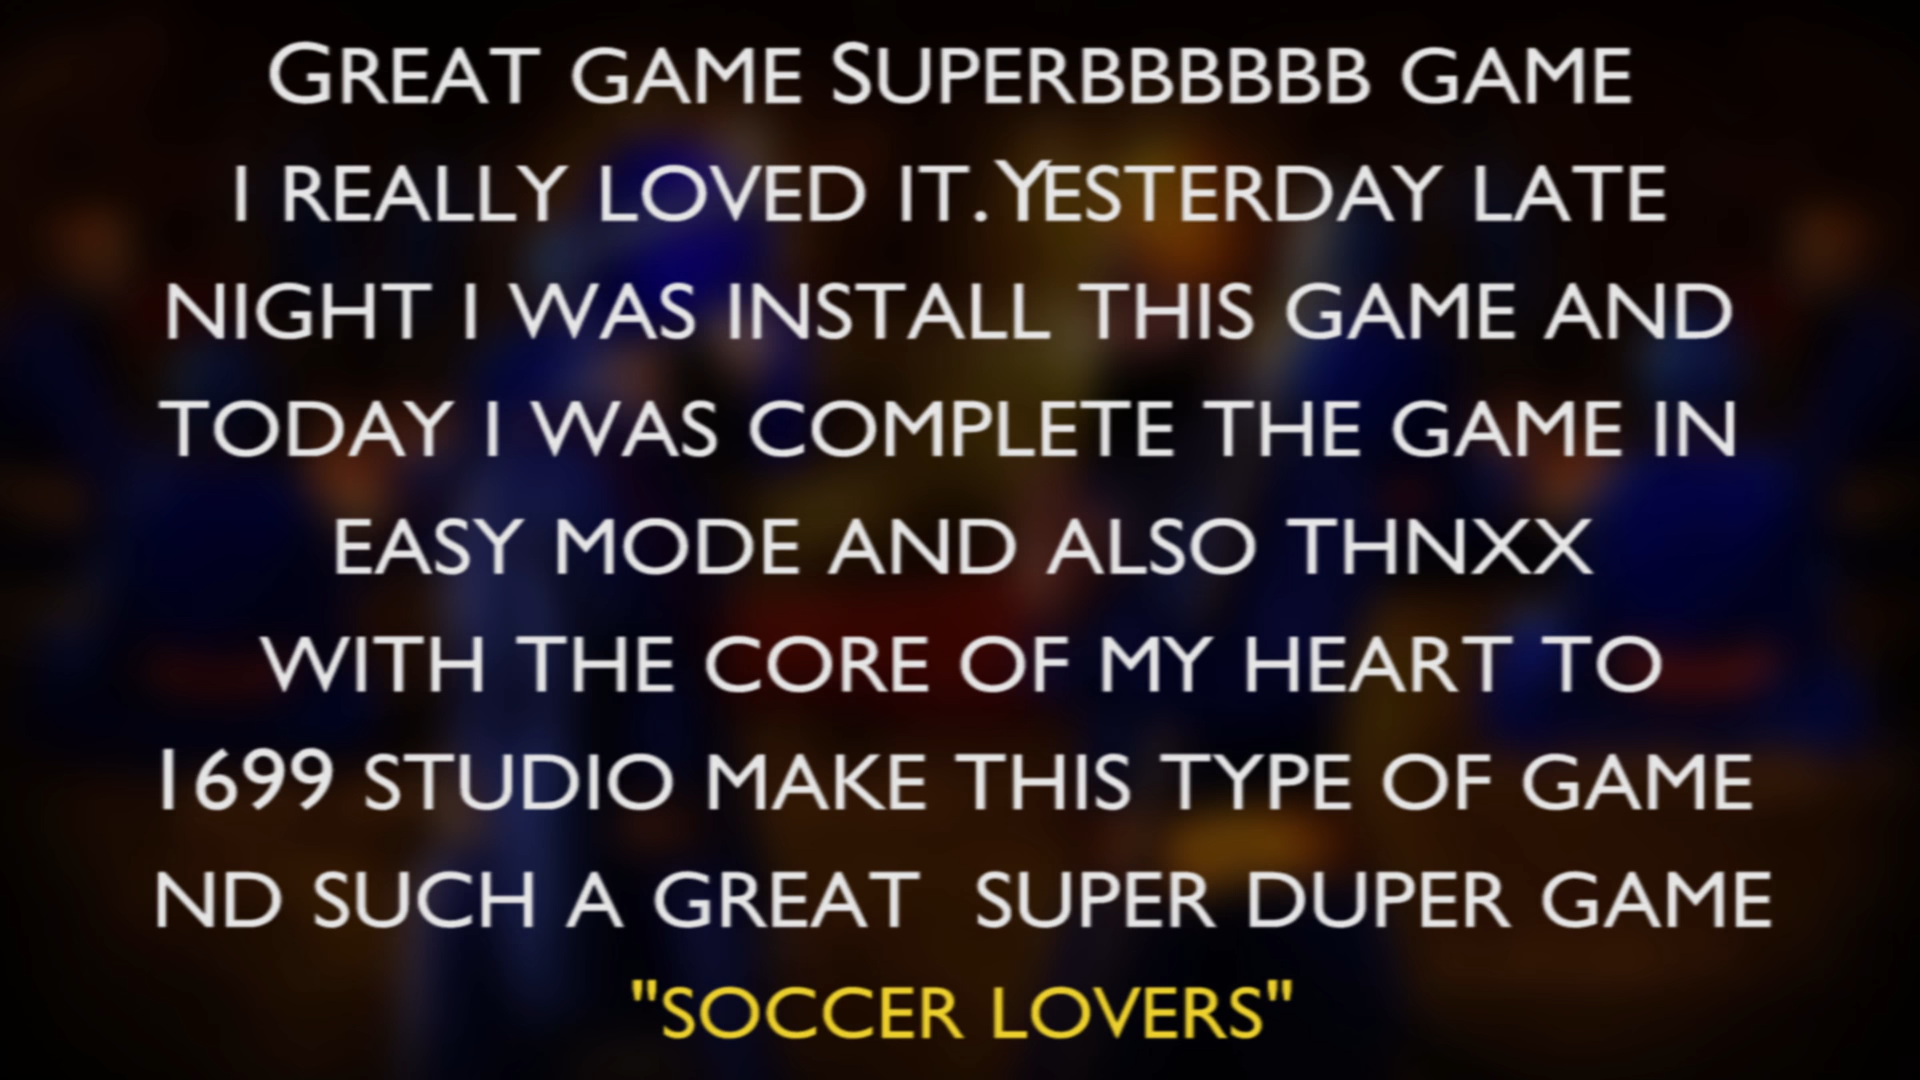 GREAT GAME SUPERBBBBBB GAME
I REALLY LOVED IT. YESTERDAY LATE
NIGHT I WAS INSTALL THIS GAME AND
TODAY I WAS COMPLETE THE GAME IN
EASY MODE AND ALSO THNXX
WITH THE CORE OF MY HEART TO
1699 STUDIO MAKE THIS TYPE OF GAME
ND SUCH A GREAT  SUPER DUPER GAME
"SOCCER LOVERS"